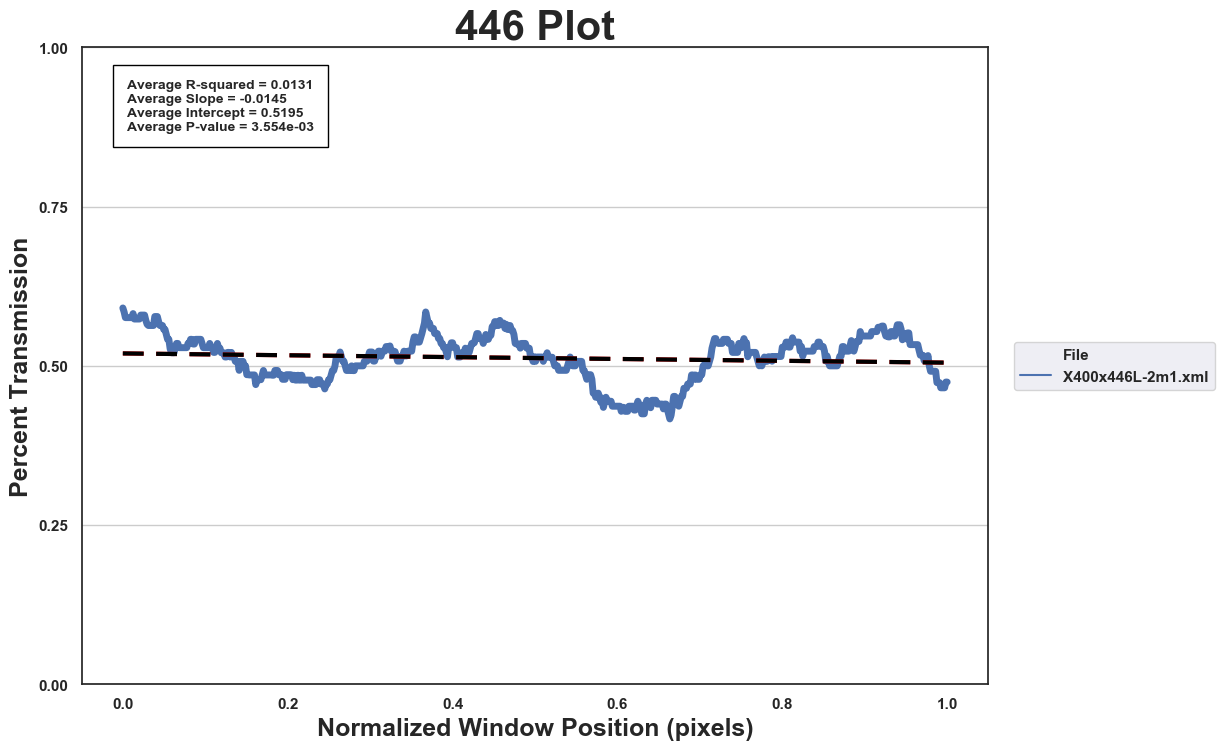 446 Plot
Average R-squared = 0.0131
Average Slope = -0.0145
Average Intercept = 0.5195
Average P-value = 3.554e-03
1.00
0.75
0.50
0.25
0.00
Percent Transmission
0.0 0.2 0.4 0.6 0.8 1.0
Normalized Window Position (pixels)
File
X400x446L-2m1.xml